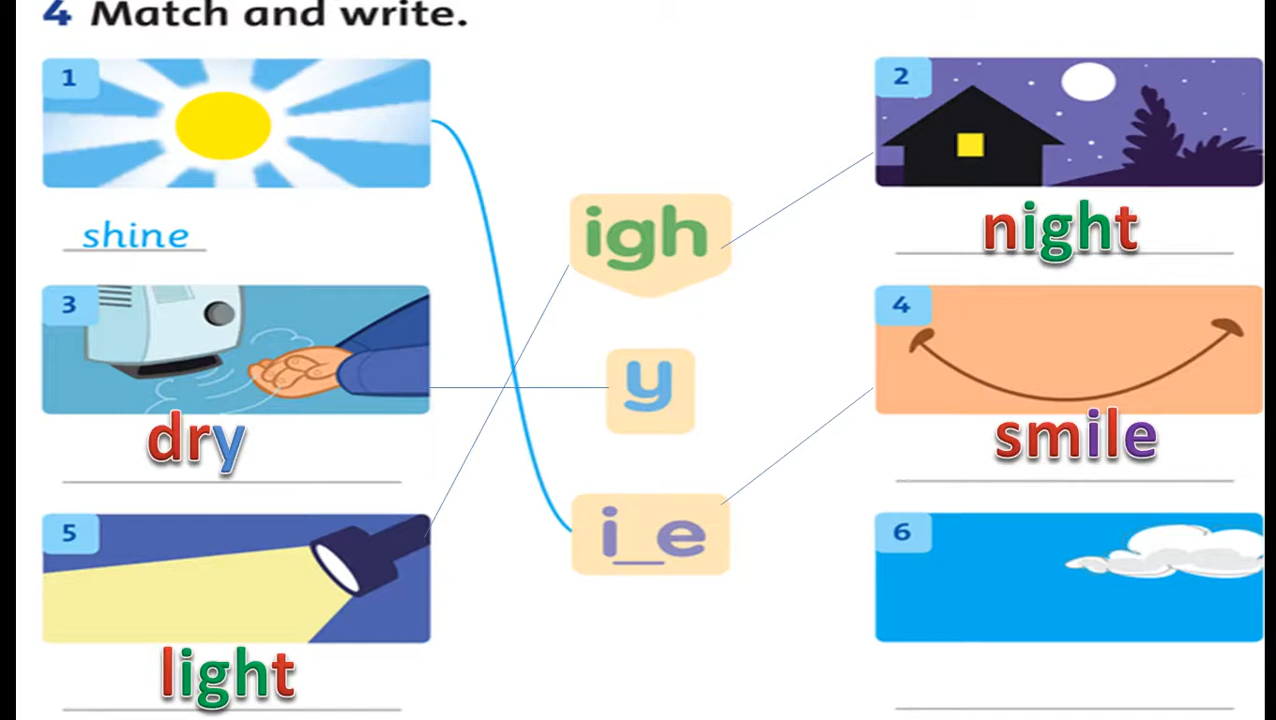 4 Match and write.
1
2
shine
night
igh
3
4
y
dry
smile
i_e
5
6
light